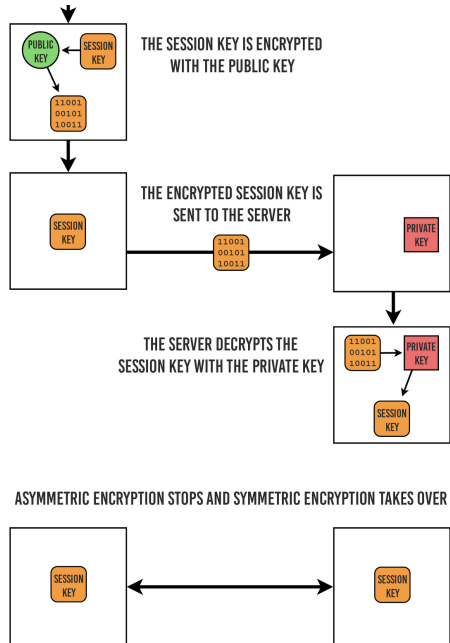 PUBLIC
KEY
SESSION
KEY
THE SESSION KEY IS ENCRYPTED
WITH THE PUBLIC KEY
11001
00101
10011
SESSION
KEY
THE ENCRYPTED SESSION KEY IS
SENT TO THE SERVER
11001
00101
10011
PRIVATE
KEY
THE SERVER DECRYPTS THE
SESSION KEY WITH THE PRIVATE KEY
11001
00101
10011
PRIVATE
KEY
SESSION
KEY
ASYMMETRIC ENCRYPTION STOPS AND SYMMETRIC ENCRYPTION TAKES OVER
SESSION
KEY
SESSION
KEY